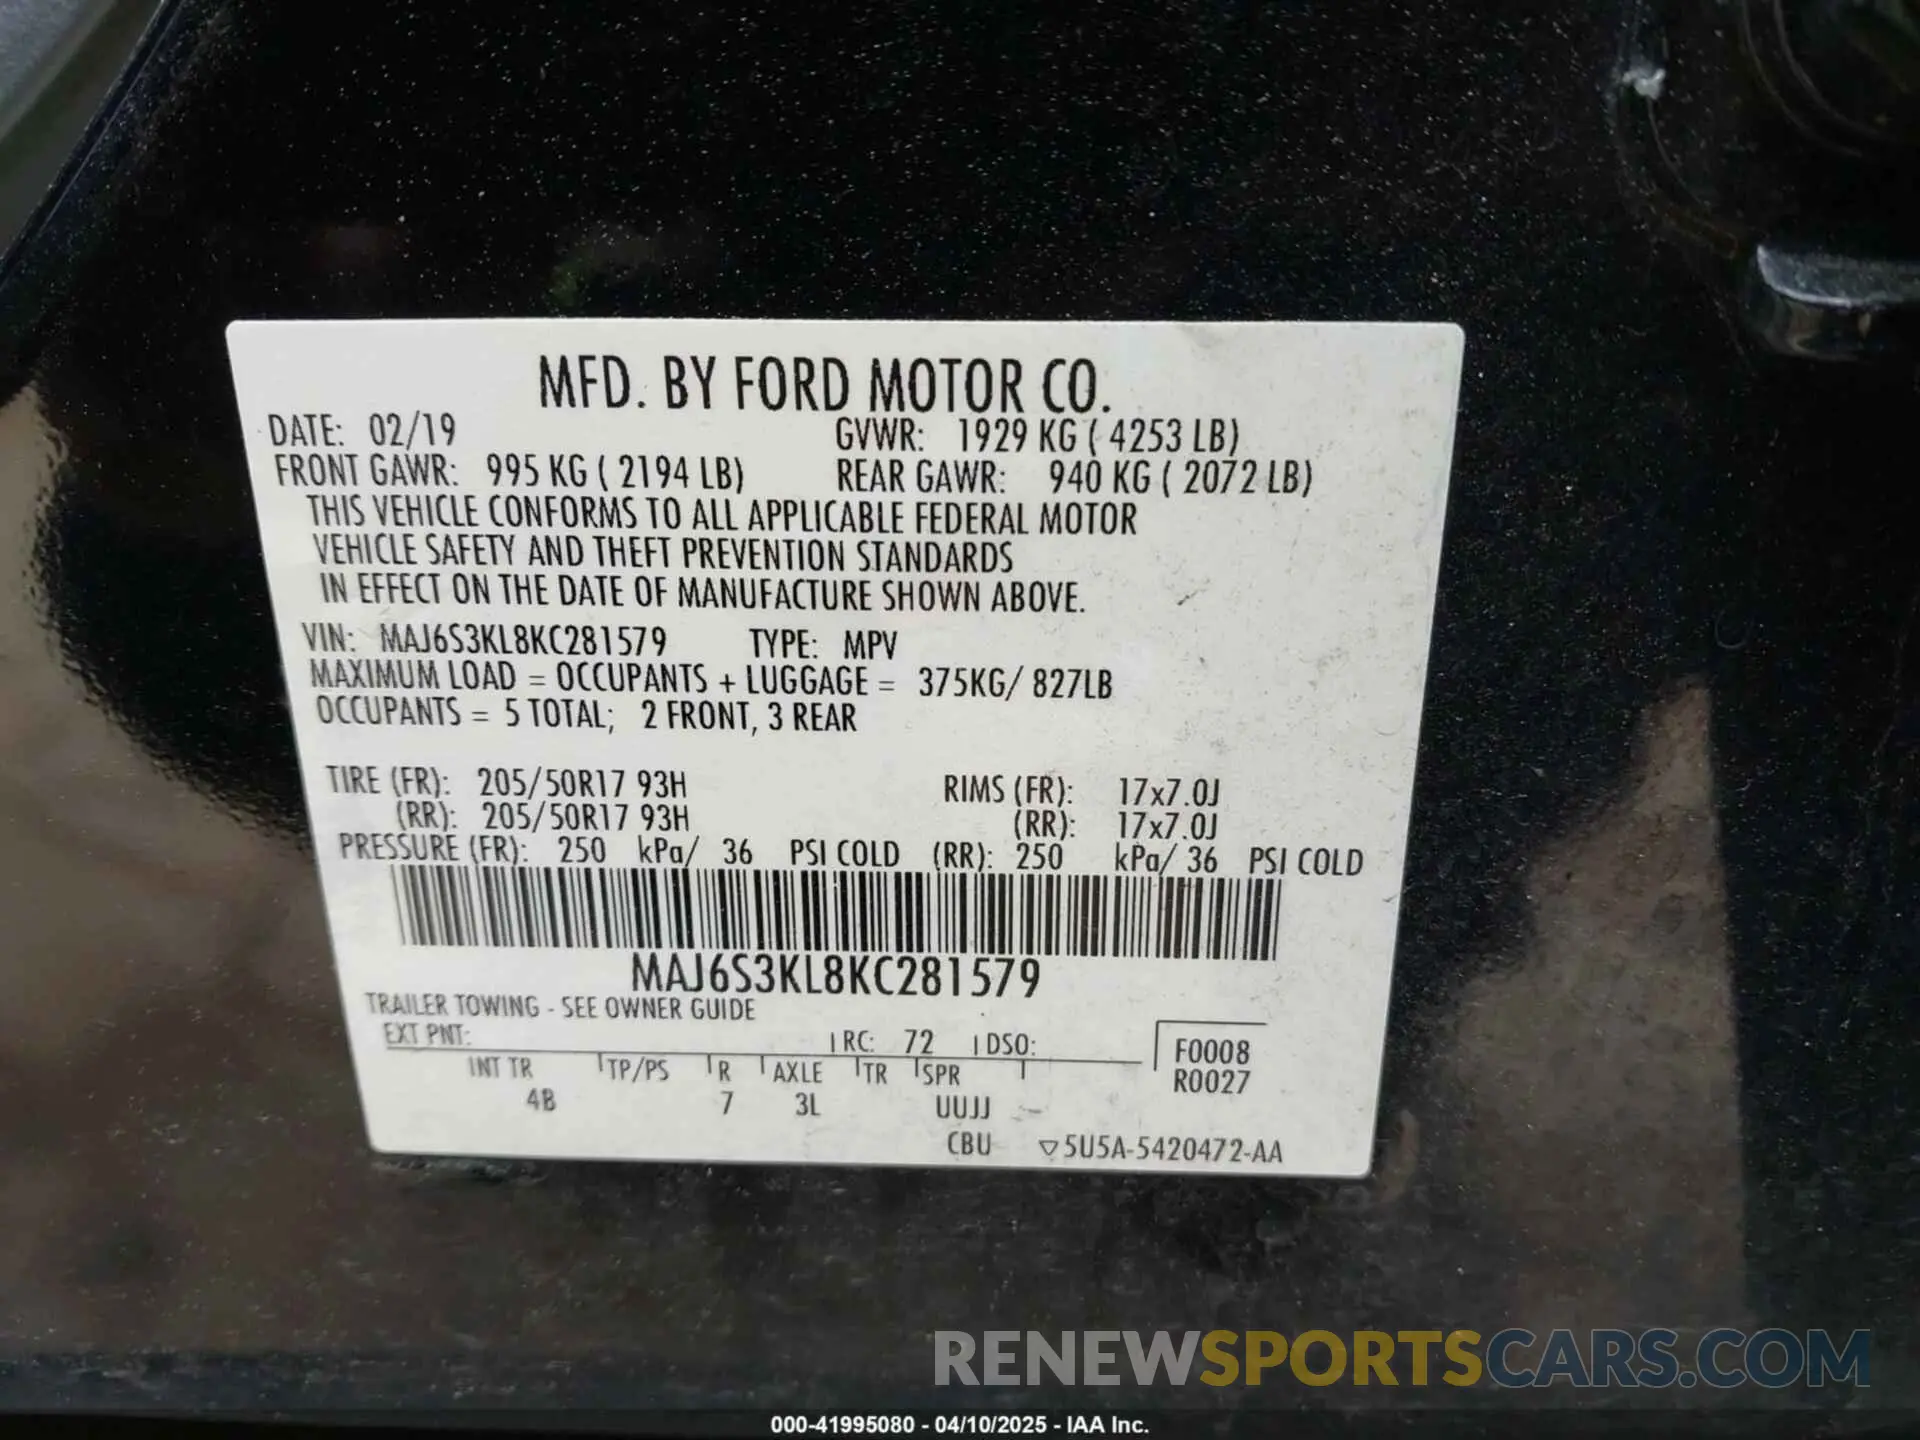 MFD. BY FORD MOTOR CO.
DATE: 02/19 GVWR: 1929 KG ( 4253 LB)
FRONT GAWR: 995 KG ( 2194 LB) REAR GAWR: 940 KG ( 2072 LB)
THIS VEHICLE CONFORMS TO ALL APPLICABLE FEDERAL MOTOR
VEHICLE SAFETY AND THEFT PREVENTION STANDARDS
IN EFFECT ON THE DATE OF MANUFACTURE SHOWN ABOVE.
VIN: MAJ6S3KL8KC281579 TYPE: MPV
MAXIMUM LOAD = OCCUPANTS + LUGGAGE = 375KG/ 827LB
OCCUPANTS = 5 TOTAL; 2 FRONT, 3 REAR
TIRE (FR): 205/50R17 93H RIMS (FR): 17x7.0J
(RR): 205/50R17 93H (RR): 17x7.0J
PRESSURE (FR): 250 kPa/ 36 PSI COLD (RR): 250 kPa/ 36 PSI COLD
MAJ6S3KL8KC281579
TRAILER TOWING - SEE OWNER GUIDE
EXT PNT: RC: 72 DSO: F0008
INT TR TP/PS R AXLE TR SPR R0027
4B 7 3L UUJJ
CBU ▽5U5A-5420472-AA
RENEWSPORTSCARS.COM
000-41995080 - 04/10/2025 - IAA Inc.